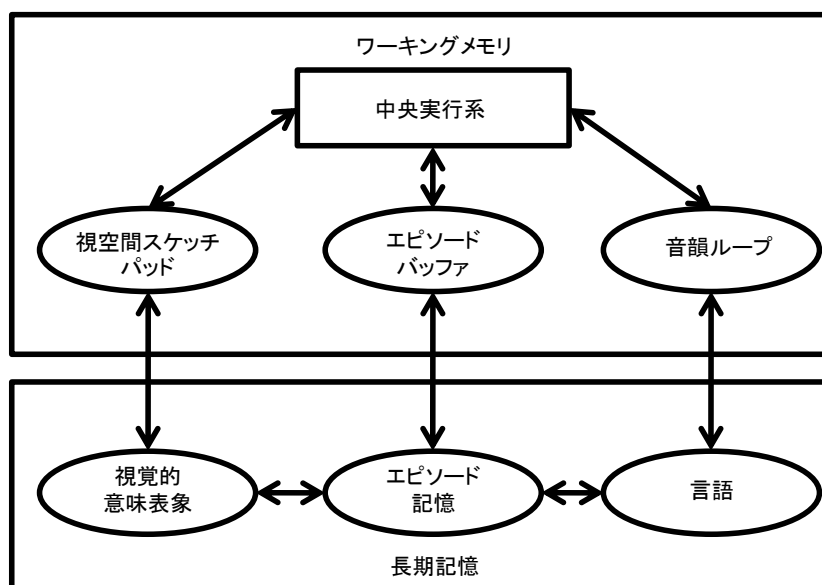 ワーキングメモリ
中央実行系
視空間スケッチ
パッド
エピソード
バッファ
音韻ループ
視覚的
意味表象
エピソード
記憶
言語
長期記憶